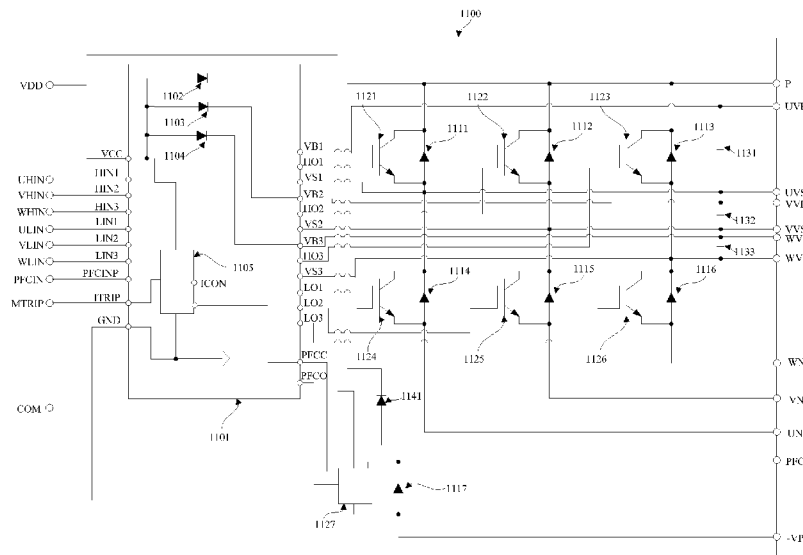 1100
VDD
UHIN
VHIN
WHIN
ULIN
VLIN
WLIN
PFCIN
MTRIP
COM
VCC
HIN1
HIN2
HIN3
LIN1
LIN2
LIN3
PFCINP
ITRIP
GND
1102
1103
1104
1105
ICON
1101
VB1
HO1
VS1
VB2
HO2
VS2
VB3
HO3
VS3
LO1
LO2
LO3
PFCC
PFCO
1121
1111
1122
1112
1123
1113
1131
1132
1133
1114
1115
1116
1124
1125
1126
1141
1127
1117
P
UVS
VVS
WN
VN
UN
-VP